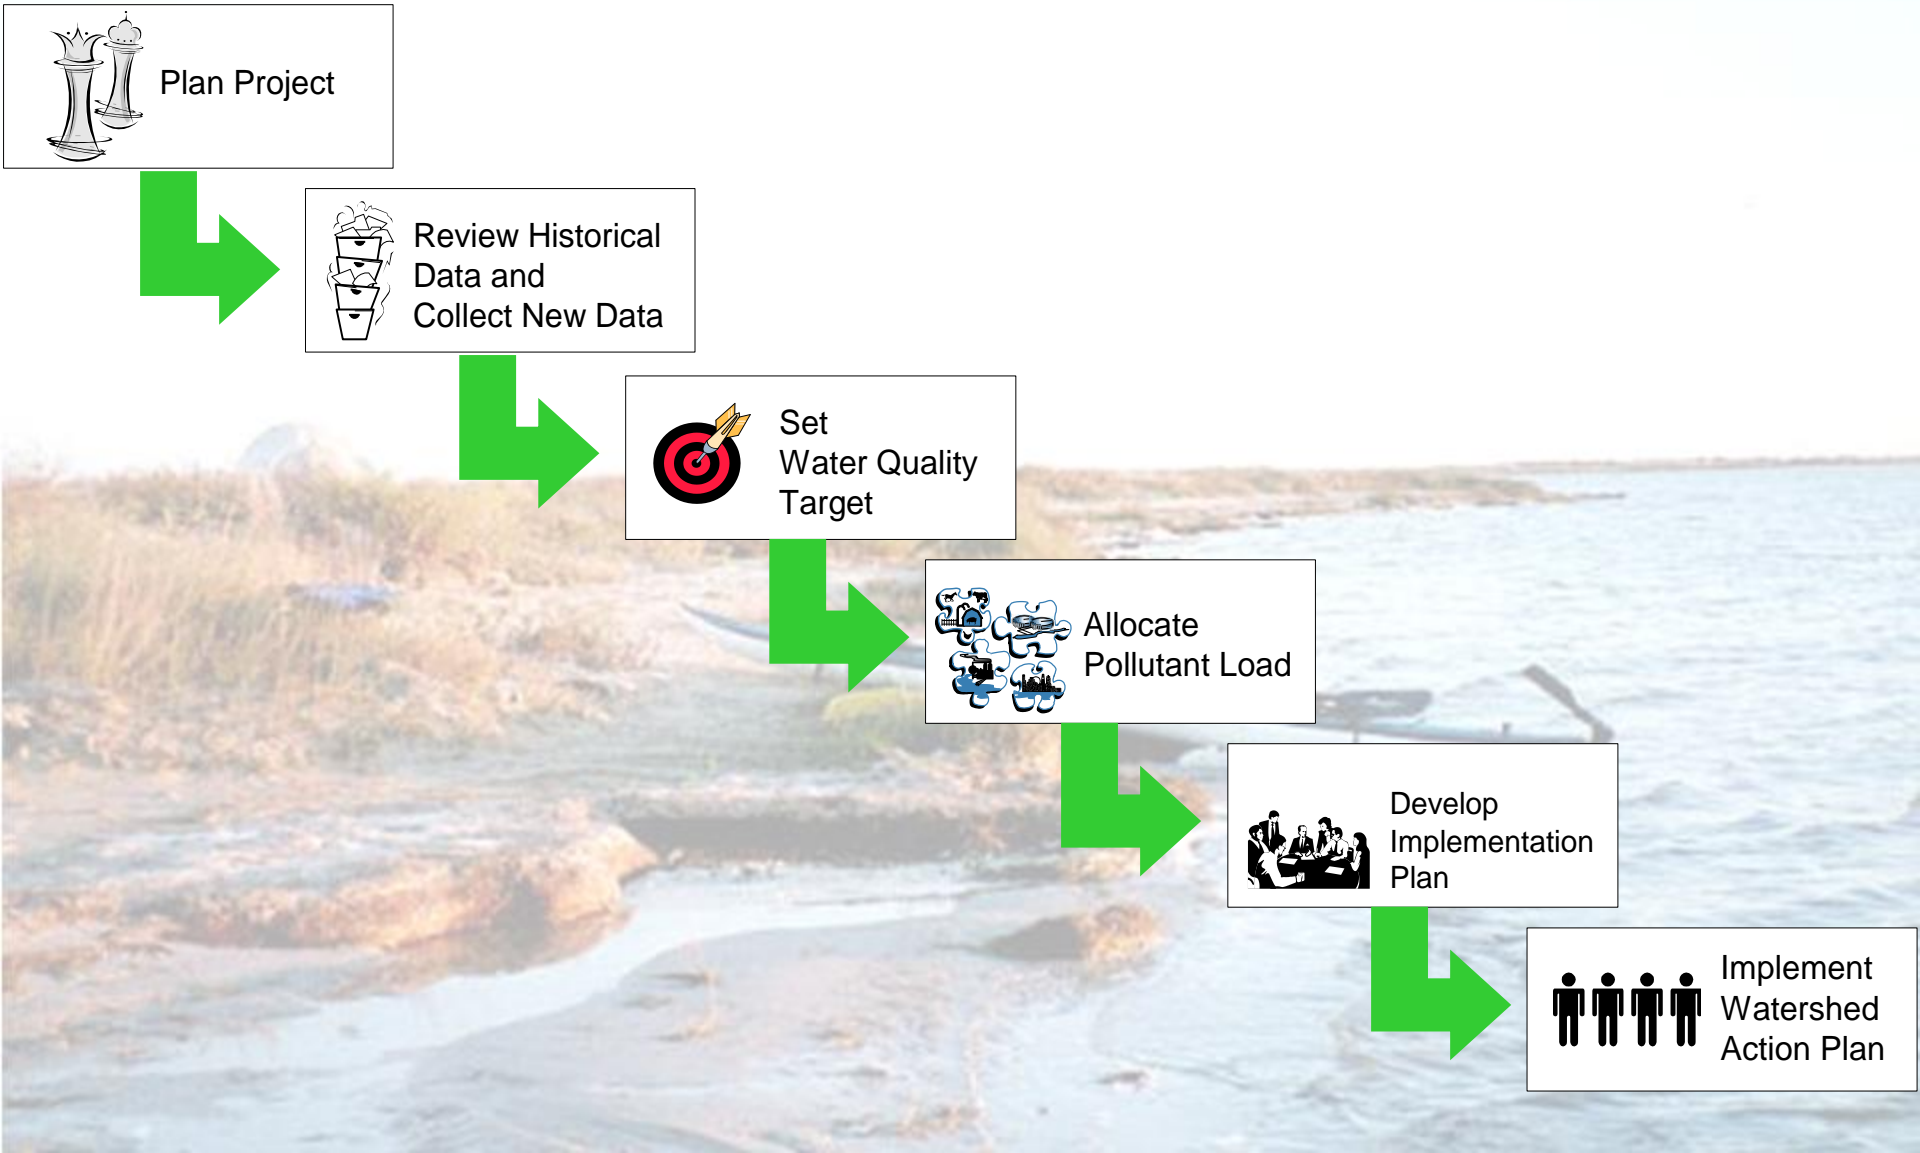 Plan Project
Review Historical
Data and
Collect New Data
Set
Water Quality
Target
Allocate
Pollutant Load
Develop
Implementation
Plan
Implement
Watershed
Action Plan